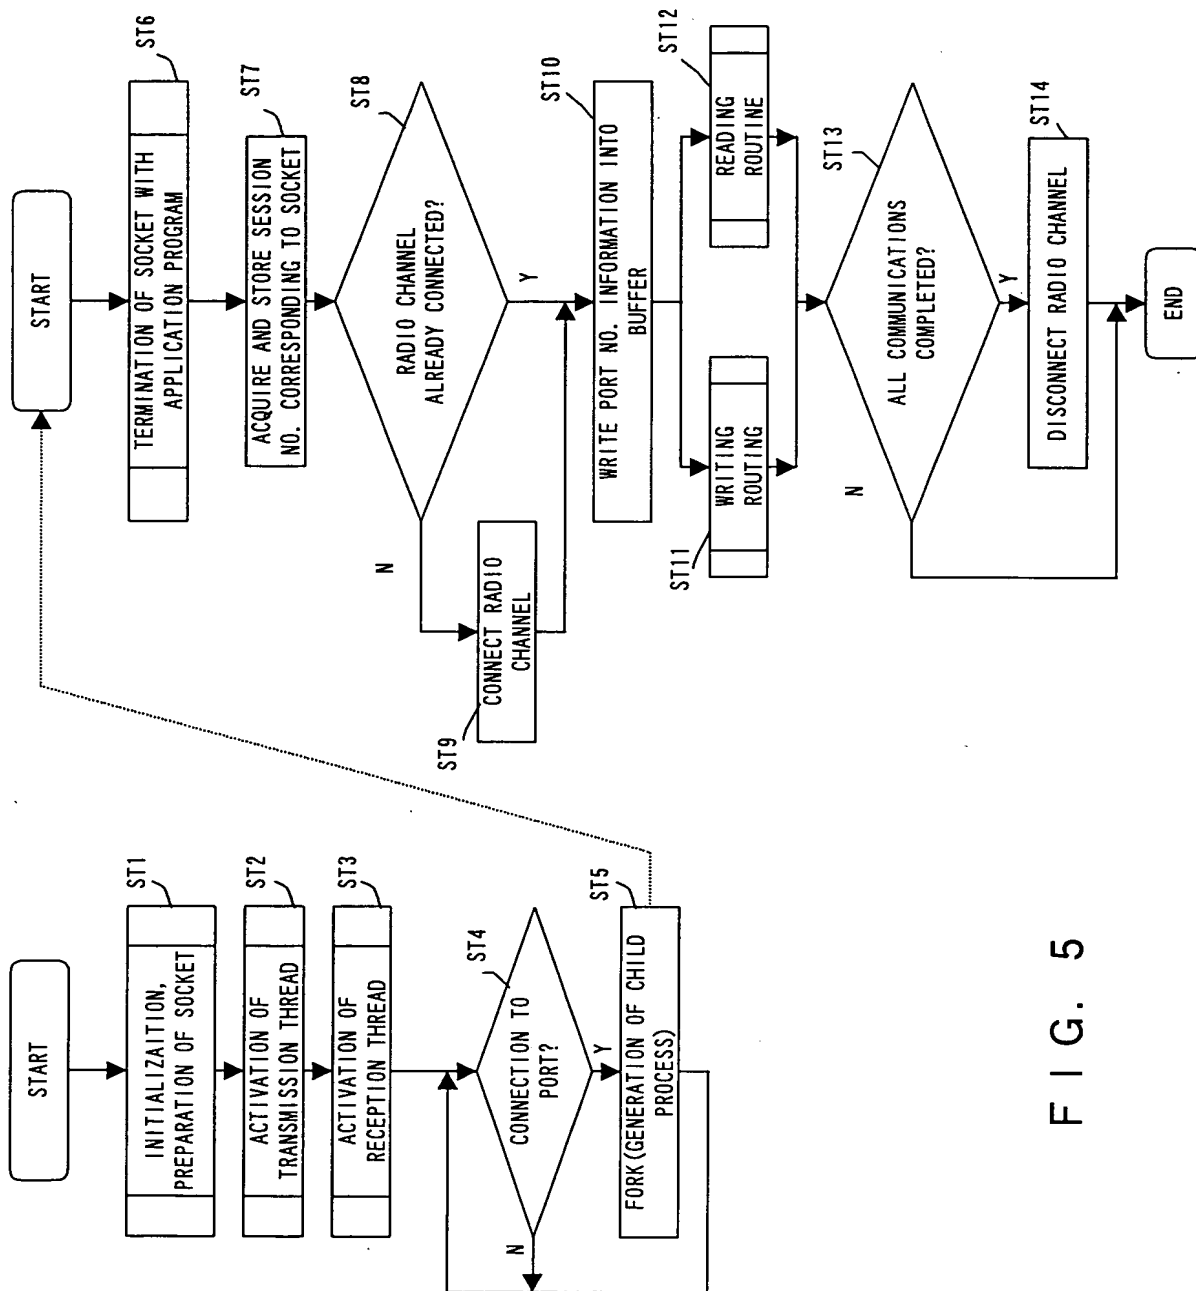 START
INITIALIZAITION,
PREPARATION OF SOCKET
ST1
ACTIVATION OF
TRANSMISSION THREAD
ST2
ACTIVATION OF
RECEPTION THREAD
ST3
CONNECTION TO
PORT?
ST4
N
Y
FORK(GENERATION OF CHILD
PROCESS)
ST5
START
TERMINATION OF SOCKET WITH
APPLICATION PROGRAM
ST6
ACQUIRE AND STORE SESSION
NO. CORRESPONDING TO SOCKET
ST7
RADIO CHANNEL
ALREADY CONNECTED?
ST8
N
Y
CONNECT RADIO
CHANNEL
ST9
WRITE PORT NO. INFORMATION INTO
BUFFER
ST10
WRITING
ROUTING
ST11
READING
ROUTINE
ST12
ALL COMMUNICATIONS
COMPLETED?
ST13
N
Y
DISCONNECT RADIO CHANNEL
ST14
END
FIG. 5